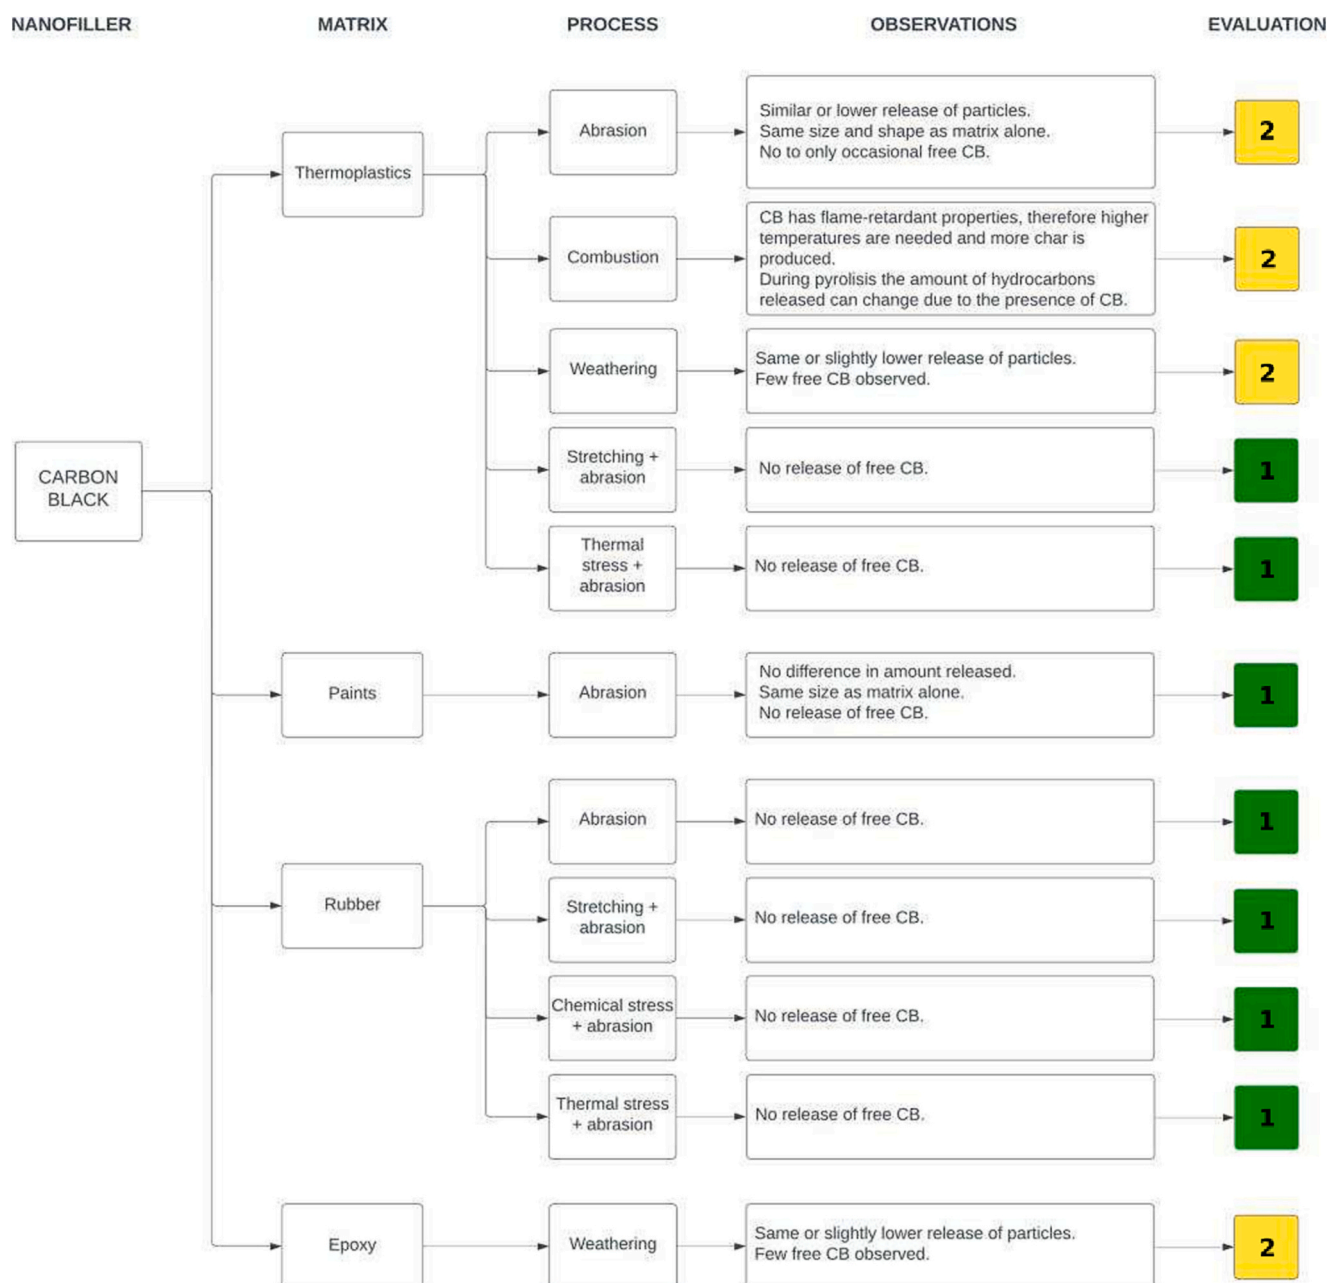 NANOFILLER MATRIX PROCESS OBSERVATIONS EVALUATION
Abrasion
Similar or lower release of particles.
Same size and shape as matrix alone.
No to only occasional free CB.
2
Thermoplastics
Combustion
CB has flame-retardant properties, therefore higher
temperatures are needed and more char is
produced.
During pyrolisis the amount of hydrocarbons
released can change due to the presence of CB.
2
Weathering
Same or slightly lower release of particles.
Few free CB observed.
2
CARBON
BLACK
Stretching +
abrasion
No release of free CB.
1
Thermal
stress +
abrasion
No release of free CB.
1
Paints
Abrasion
No difference in amount released.
Same size as matrix alone.
No release of free CB.
1
Abrasion
No release of free CB.
1
Rubber
Stretching +
abrasion
No release of free CB.
1
Chemical stress
+ abrasion
No release of free CB.
1
Thermal stress
+ abrasion
No release of free CB.
1
Epoxy
Weathering
Same or slightly lower release of particles.
Few free CB observed.
2